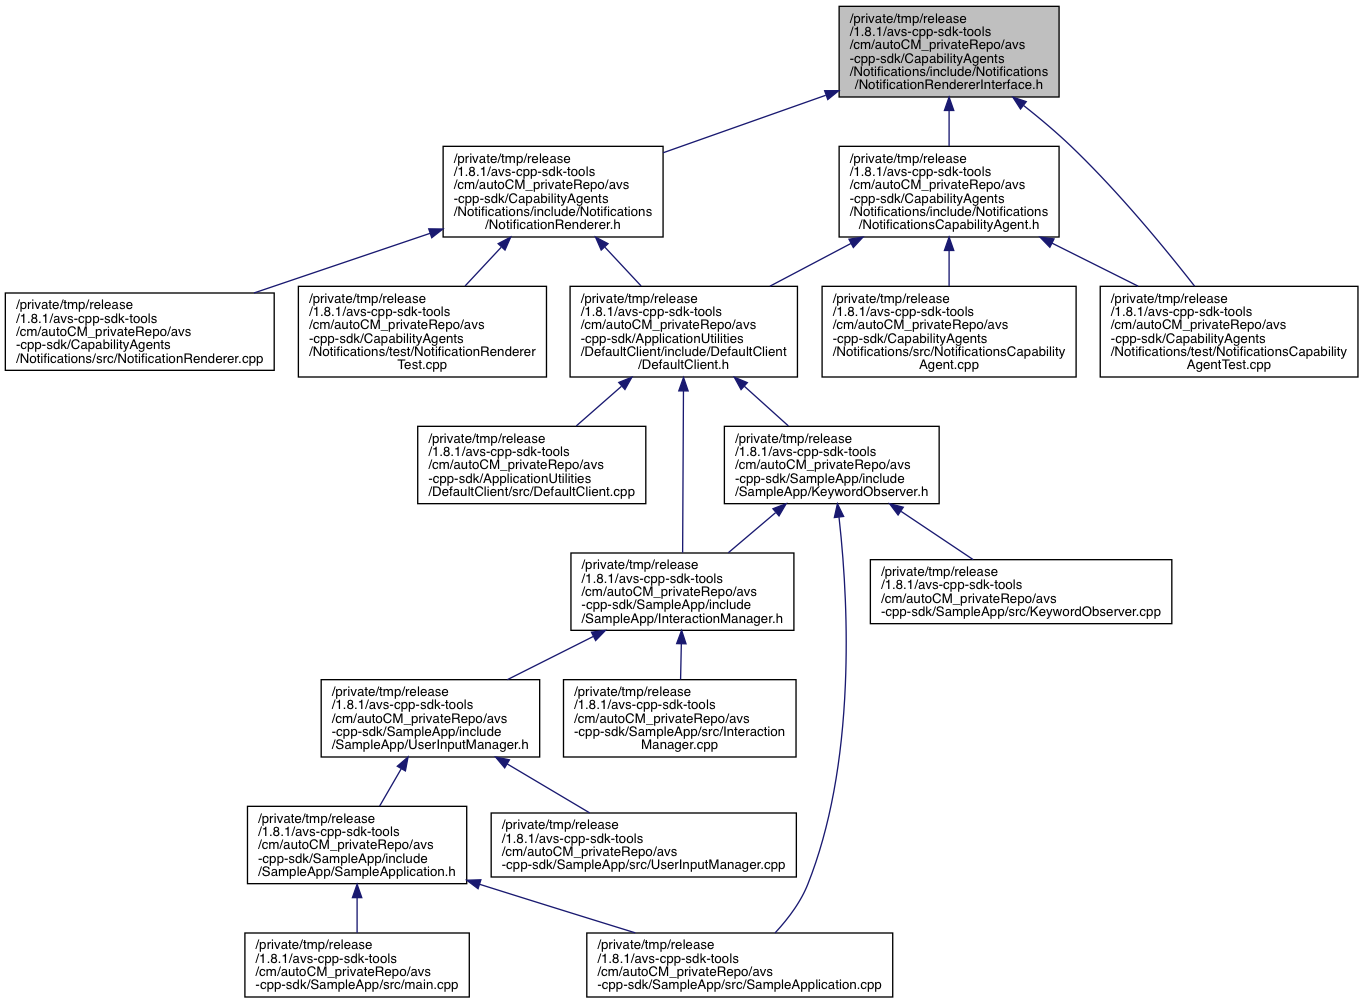 /private/tmp/release
/1.8.1/avs-cpp-sdk-tools
/cm/autoCM_privateRepo/avs
-cpp-sdk/CapabilityAgents
/Notifications/include/Notifications
/NotificationRendererInterface.h
/private/tmp/release
/1.8.1/avs-cpp-sdk-tools
/cm/autoCM_privateRepo/avs
-cpp-sdk/CapabilityAgents
/Notifications/include/Notifications
/NotificationRenderer.h
/private/tmp/release
/1.8.1/avs-cpp-sdk-tools
/cm/autoCM_privateRepo/avs
-cpp-sdk/CapabilityAgents
/Notifications/include/Notifications
/NotificationsCapabilityAgent.h
/private/tmp/release
/1.8.1/avs-cpp-sdk-tools
/cm/autoCM_privateRepo/avs
-cpp-sdk/CapabilityAgents
/Notifications/src/NotificationRenderer.cpp
/private/tmp/release
/1.8.1/avs-cpp-sdk-tools
/cm/autoCM_privateRepo/avs
-cpp-sdk/CapabilityAgents
/Notifications/test/NotificationRenderer
Test.cpp
/private/tmp/release
/1.8.1/avs-cpp-sdk-tools
/cm/autoCM_privateRepo/avs
-cpp-sdk/ApplicationUtilities
/DefaultClient/include/DefaultClient
/DefaultClient.h
/private/tmp/release
/1.8.1/avs-cpp-sdk-tools
/cm/autoCM_privateRepo/avs
-cpp-sdk/CapabilityAgents
/Notifications/src/NotificationsCapability
Agent.cpp
/private/tmp/release
/1.8.1/avs-cpp-sdk-tools
/cm/autoCM_privateRepo/avs
-cpp-sdk/CapabilityAgents
/Notifications/test/NotificationsCapability
AgentTest.cpp
/private/tmp/release
/1.8.1/avs-cpp-sdk-tools
/cm/autoCM_privateRepo/avs
-cpp-sdk/ApplicationUtilities
/DefaultClient/src/DefaultClient.cpp
/private/tmp/release
/1.8.1/avs-cpp-sdk-tools
/cm/autoCM_privateRepo/avs
-cpp-sdk/SampleApp/include
/SampleApp/KeywordObserver.h
/private/tmp/release
/1.8.1/avs-cpp-sdk-tools
/cm/autoCM_privateRepo/avs
-cpp-sdk/SampleApp/include
/SampleApp/InteractionManager.h
/private/tmp/release
/1.8.1/avs-cpp-sdk-tools
/cm/autoCM_privateRepo/avs
-cpp-sdk/SampleApp/src/KeywordObserver.cpp
/private/tmp/release
/1.8.1/avs-cpp-sdk-tools
/cm/autoCM_privateRepo/avs
-cpp-sdk/SampleApp/include
/SampleApp/UserInputManager.h
/private/tmp/release
/1.8.1/avs-cpp-sdk-tools
/cm/autoCM_privateRepo/avs
-cpp-sdk/SampleApp/src/Interaction
Manager.cpp
/private/tmp/release
/1.8.1/avs-cpp-sdk-tools
/cm/autoCM_privateRepo/avs
-cpp-sdk/SampleApp/include
/SampleApp/SampleApplication.h
/private/tmp/release
/1.8.1/avs-cpp-sdk-tools
/cm/autoCM_privateRepo/avs
-cpp-sdk/SampleApp/src/UserInputManager.cpp
/private/tmp/release
/1.8.1/avs-cpp-sdk-tools
/cm/autoCM_privateRepo/avs
-cpp-sdk/SampleApp/src/main.cpp
/private/tmp/release
/1.8.1/avs-cpp-sdk-tools
/cm/autoCM_privateRepo/avs
-cpp-sdk/SampleApp/src/SampleApplication.cpp